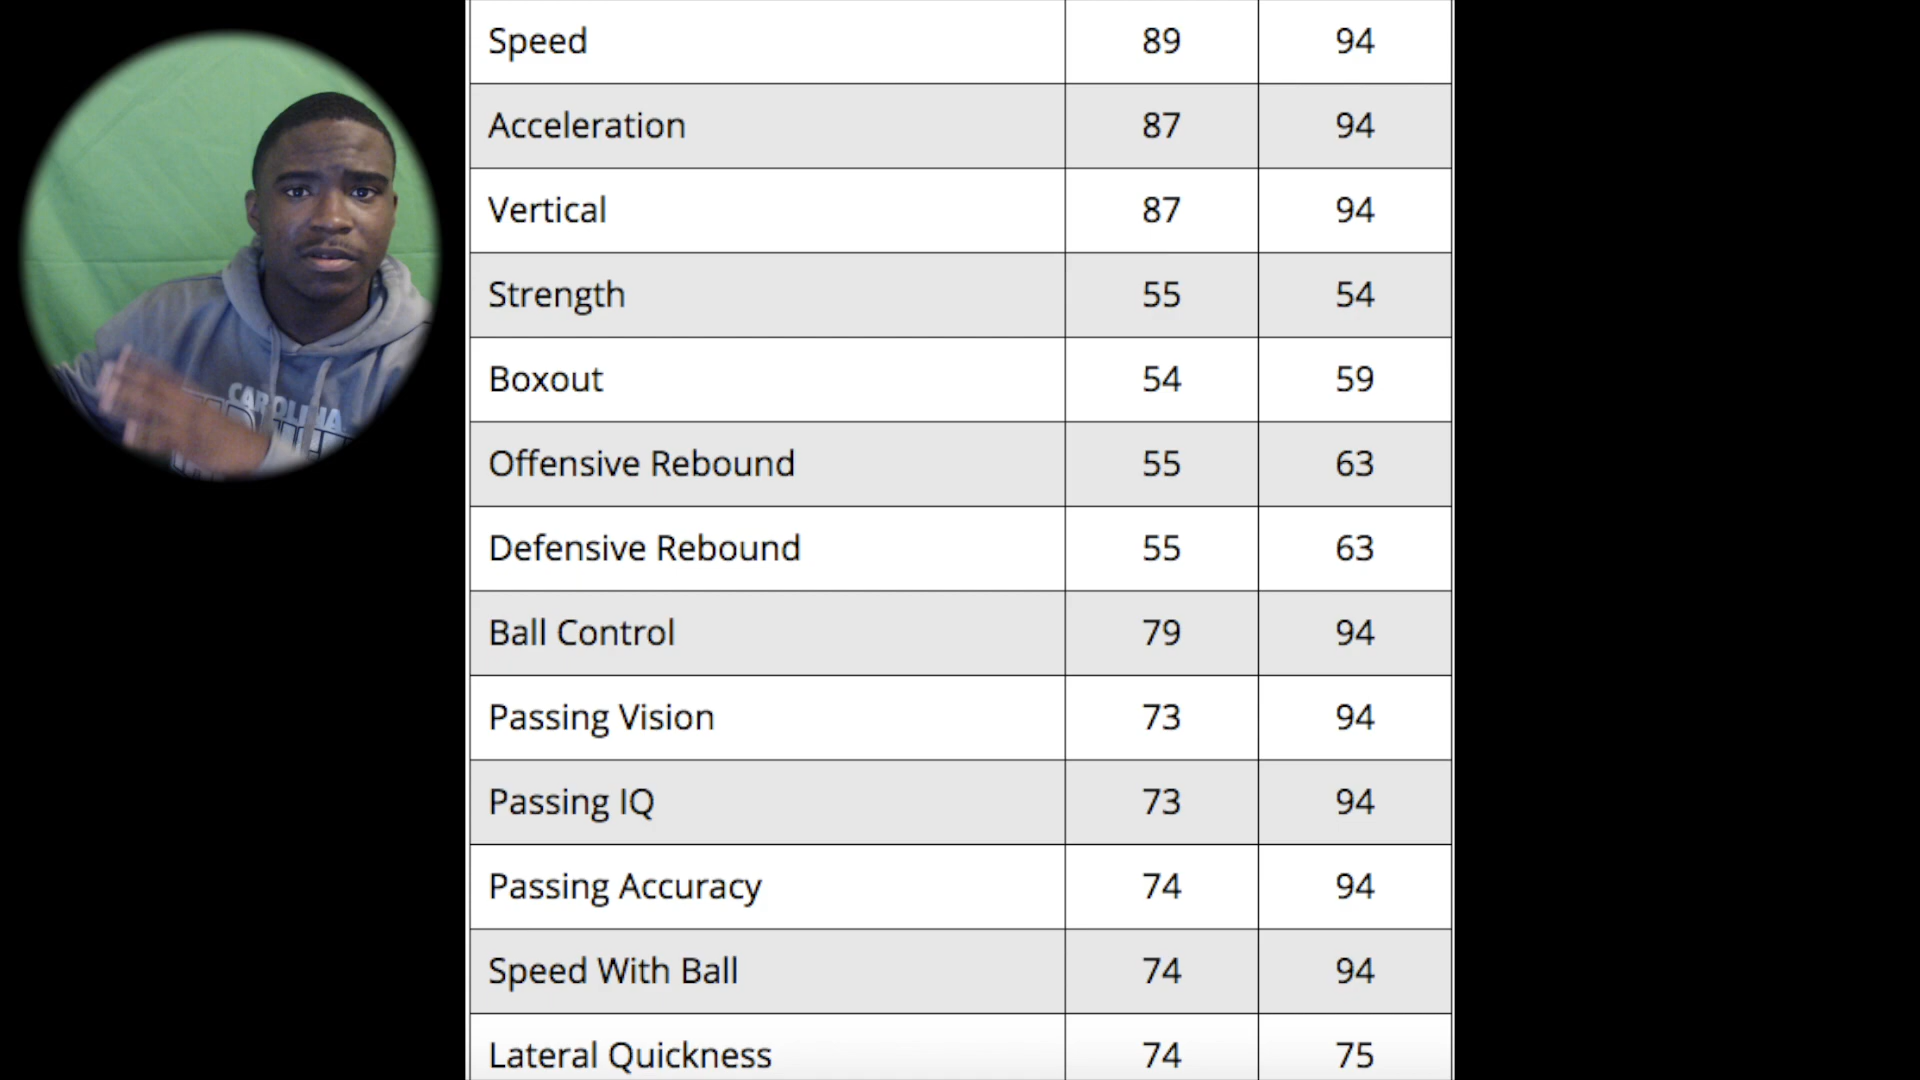 Speed 89 94
Acceleration 87 94
Vertical 87 94
Strength 55 54
Boxout 54 59
Offensive Rebound 55 63
Defensive Rebound 55 63
Ball Control 79 94
Passing Vision 73 94
Passing IQ 73 94
Passing Accuracy 74 94
Speed With Ball 74 94
Lateral Quickness 74 75
CAROLINA